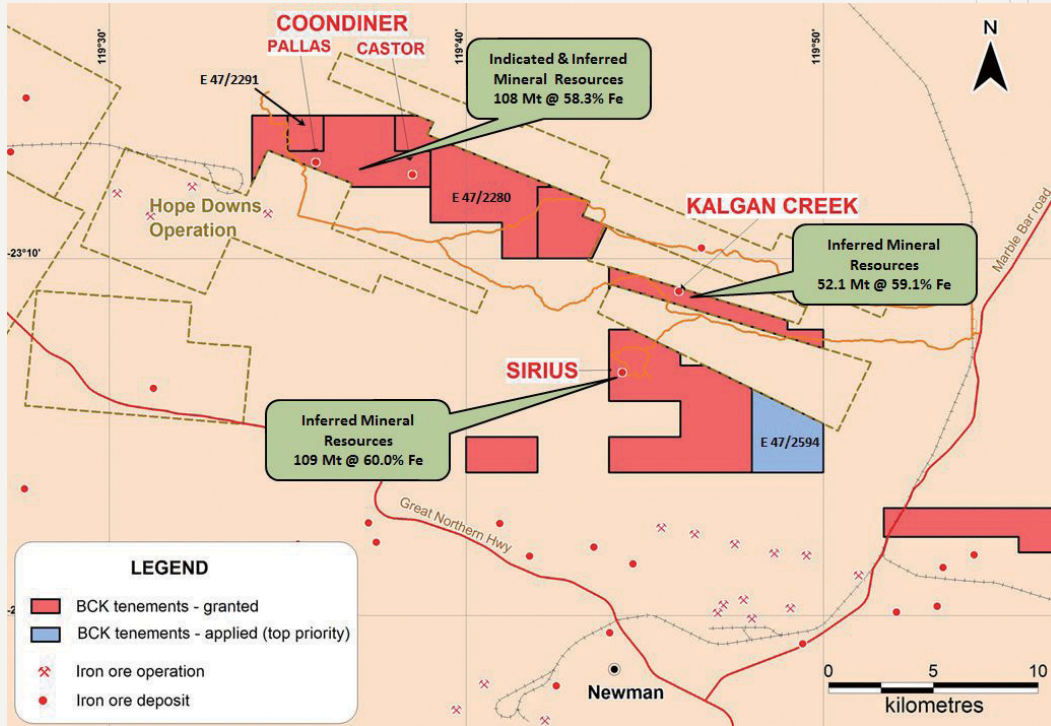 119°30'
COONDINER
PALLAS
CASTOR
119°40'
119°50'
N
E 47/2291
Indicated & Inferred
Mineral Resources
108 Mt @ 58.3% Fe
E 47/2280
Hope Downs
Operation
KALGAN CREEK
Marble Bar road
-23°10'
Inferred Mineral
Resources
52.1 Mt @ 59.1% Fe
SIRIUS
Inferred Mineral
Resources
109 Mt @ 60.0% Fe
E 47/2594
Great Northern Hwy
LEGEND
BCK tenements - granted
BCK tenements - applied (top priority)
Iron ore operation
Iron ore deposit
Newman
0 5 10
kilometres